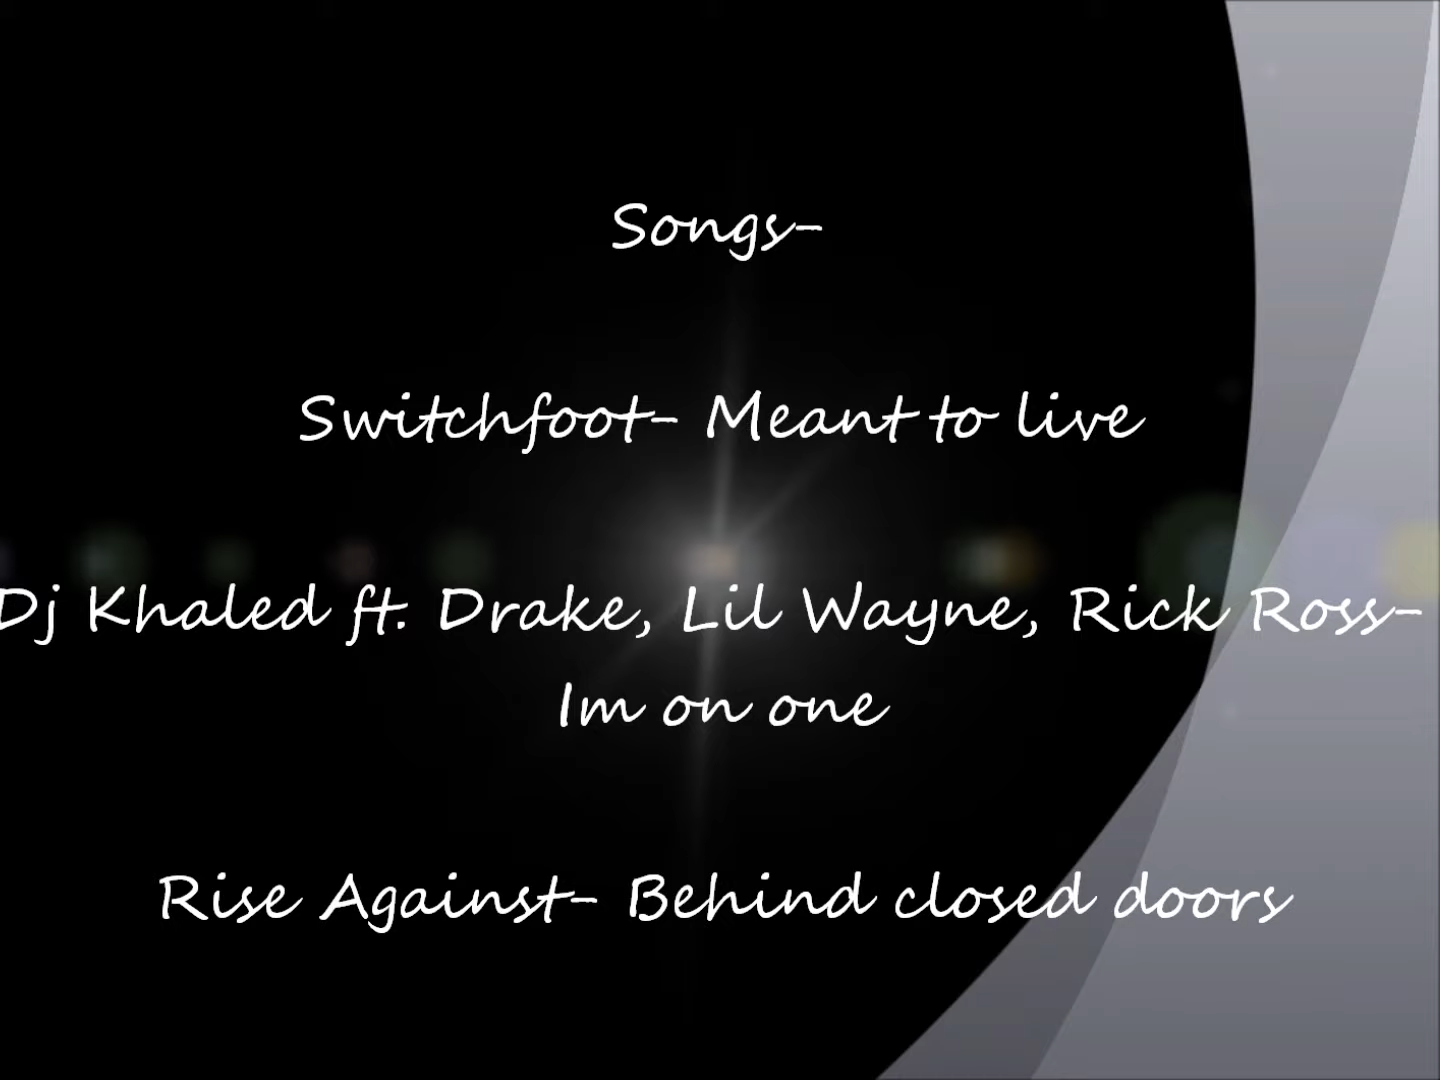 Songs-
Switchfoot- Meant to live
Dj Khaled ft. Drake, Lil Wayne, Rick Ross-
Im on one
Rise Against- Behind closed doors